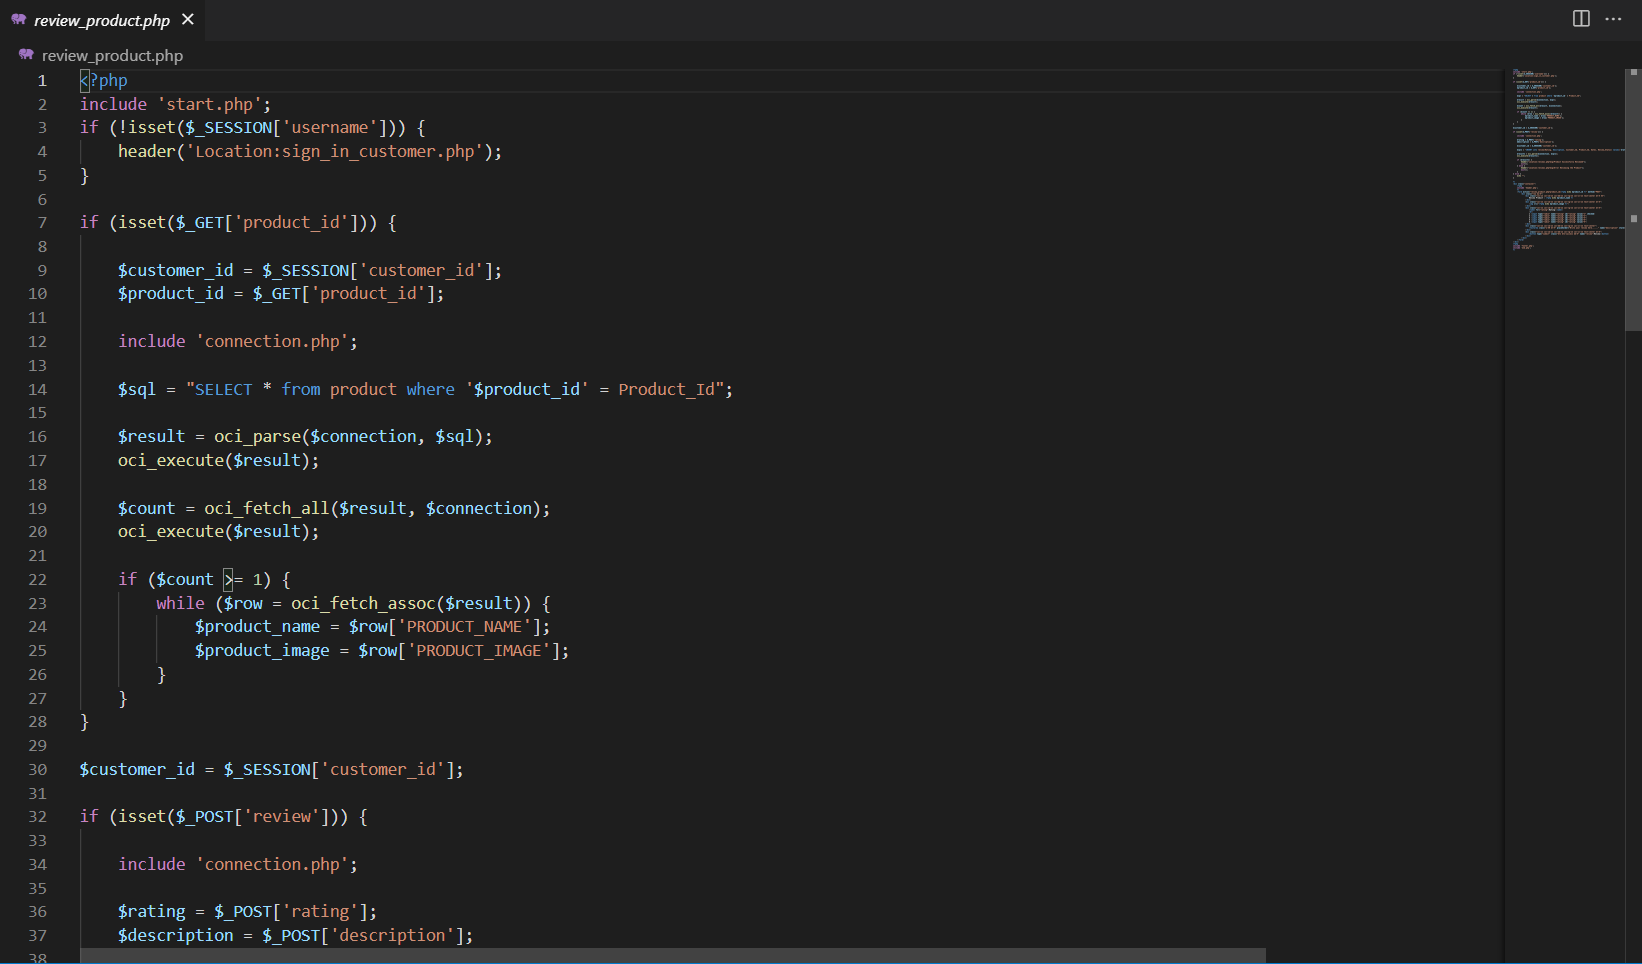 review_product.php
review_product.php
1 <?php
2 include 'start.php';
3 if (!isset($_SESSION['username'])) {
4 header('Location:sign_in_customer.php');
5 }
6
7 if (isset($_GET['product_id'])) {
8
9 $customer_id = $_SESSION['customer_id'];
10 $product_id = $_GET['product_id'];
11
12 include 'connection.php';
13
14 $sql = "SELECT * from product where '$product_id' = Product_Id";
15
16 $result = oci_parse($connection, $sql);
17 oci_execute($result);
18
19 $count = oci_fetch_all($result, $connection);
20 oci_execute($result);
21
22 if ($count >= 1) {
23 while ($row = oci_fetch_assoc($result)) {
24 $product_name = $row['PRODUCT_NAME'];
25 $product_image = $row['PRODUCT_IMAGE'];
26 }
27 }
28 }
29
30 $customer_id = $_SESSION['customer_id'];
31
32 if (isset($_POST['review'])) {
33
34 include 'connection.php';
35
36 $rating = $_POST['rating'];
37 $description = $_POST['description'];
38